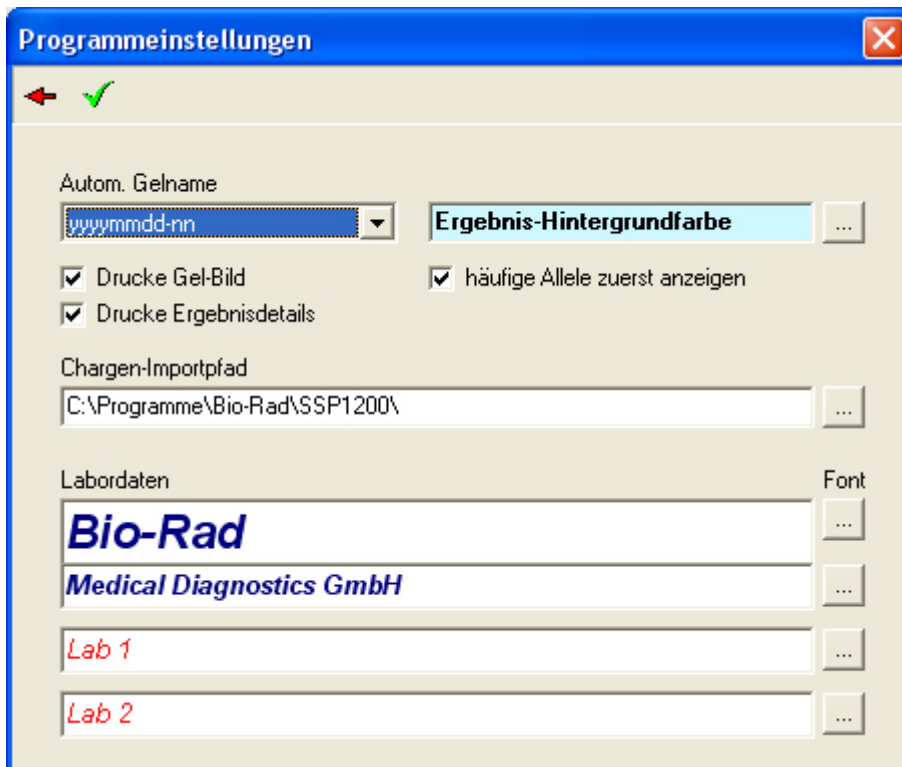 Programmeinstellungen
Autom. Gelname
yyyymmdd-nn
Ergebnis-Hintergrundfarbe
...
Drucke Gel-Bild
häufige Allele zuerst anzeigen
Drucke Ergebnisdetails
Chargen-Importpfad
C:\Programme\Bio-Rad\SSP1200\
...
Labordaten
Font
Bio-Rad
...
Medical Diagnostics GmbH
...
Lab 1
...
Lab 2
...